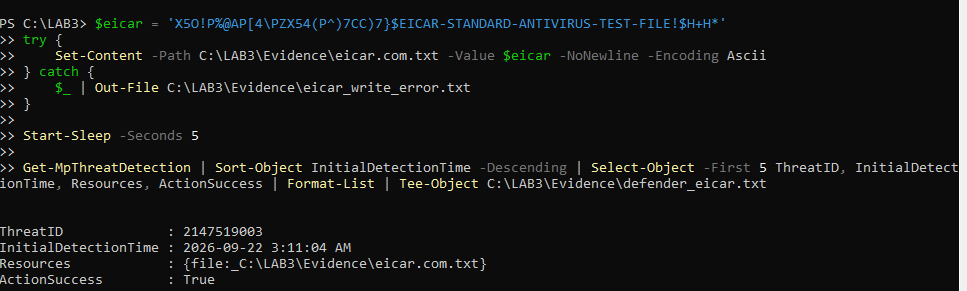 PS C:\LAB3> $eicar = 'X5O!P%@AP[4\PZX54(P^)7CC)7}$EICAR-STANDARD-ANTIVIRUS-TEST-FILE!$H+H*'
>> try {
>>     Set-Content -Path C:\LAB3\Evidence\eicar.com.txt -Value $eicar -NoNewline -Encoding Ascii
>> } catch {
>>     $_ | Out-File C:\LAB3\Evidence\eicar_write_error.txt
>> }
>>
>> Start-Sleep -Seconds 5
>>
>> Get-MpThreatDetection | Sort-Object InitialDetectionTime -Descending | Select-Object -First 5 ThreatID, InitialDetect
ionTime, Resources, ActionSuccess | Format-List | Tee-Object C:\LAB3\Evidence\defender_eicar.txt
ThreatID             : 2147519003
InitialDetectionTime : 2026-09-22 3:11:04 AM
Resources            : {file:_C:\LAB3\Evidence\eicar.com.txt}
ActionSuccess        : True